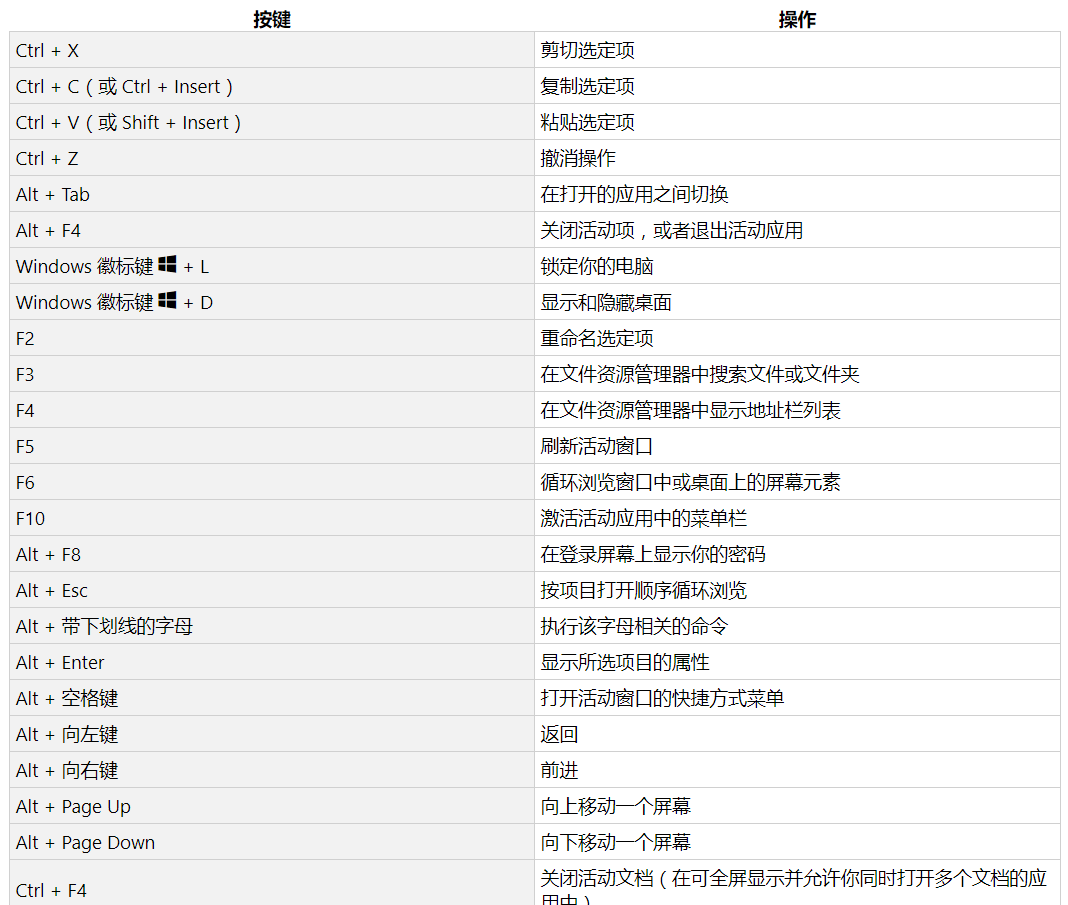 按键 操作
Ctrl + X 剪切选定项
Ctrl + C（或 Ctrl + Insert） 复制选定项
Ctrl + V（或 Shift + Insert） 粘贴选定项
Ctrl + Z 撤消操作
Alt + Tab 在打开的应用之间切换
Alt + F4 关闭活动项，或者退出活动应用
Windows 徽标键 + L 锁定你的电脑
Windows 徽标键 + D 显示和隐藏桌面
F2 重命名选定项
F3 在文件资源管理器中搜索文件或文件夹
F4 在文件资源管理器中显示地址栏列表
F5 刷新活动窗口
F6 循环浏览窗口中或桌面上的屏幕元素
F10 激活活动应用中的菜单栏
Alt + F8 在登录屏幕上显示你的密码
Alt + Esc 按项目打开顺序循环浏览
Alt + 带下划线的字母 执行该字母相关的命令
Alt + Enter 显示所选项目的属性
Alt + 空格键 打开活动窗口的快捷方式菜单
Alt + 向左键 返回
Alt + 向右键 前进
Alt + Page Up 向上移动一个屏幕
Alt + Page Down 向下移动一个屏幕
Ctrl + F4 关闭活动文档（在可全屏显示并允许你同时打开多个文档的应
用中）